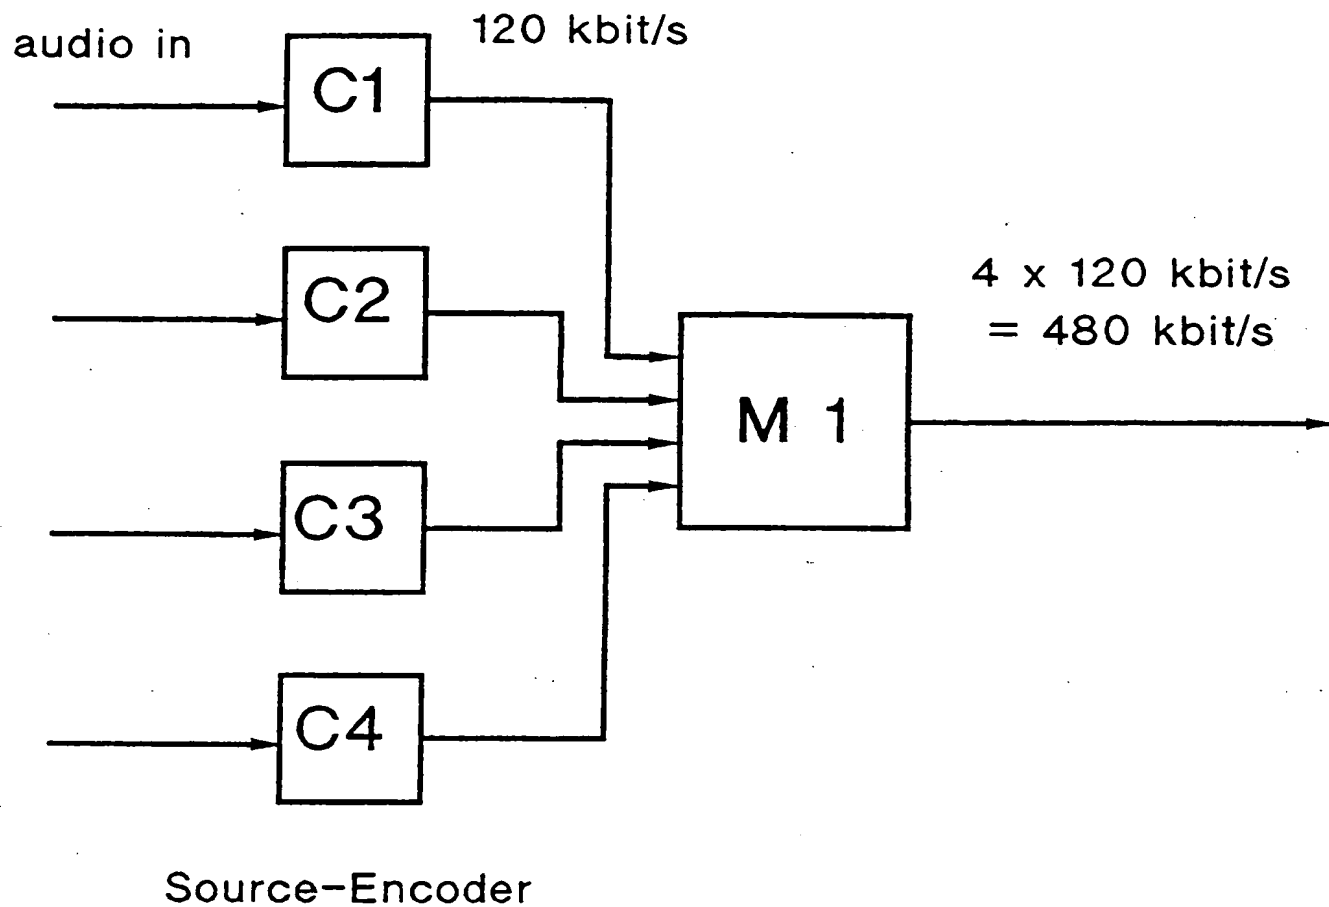 audio in
120 kbit/s
C1
C2
4 x 120 kbit/s
= 480 kbit/s
M 1
C3
C4
Source-Encoder